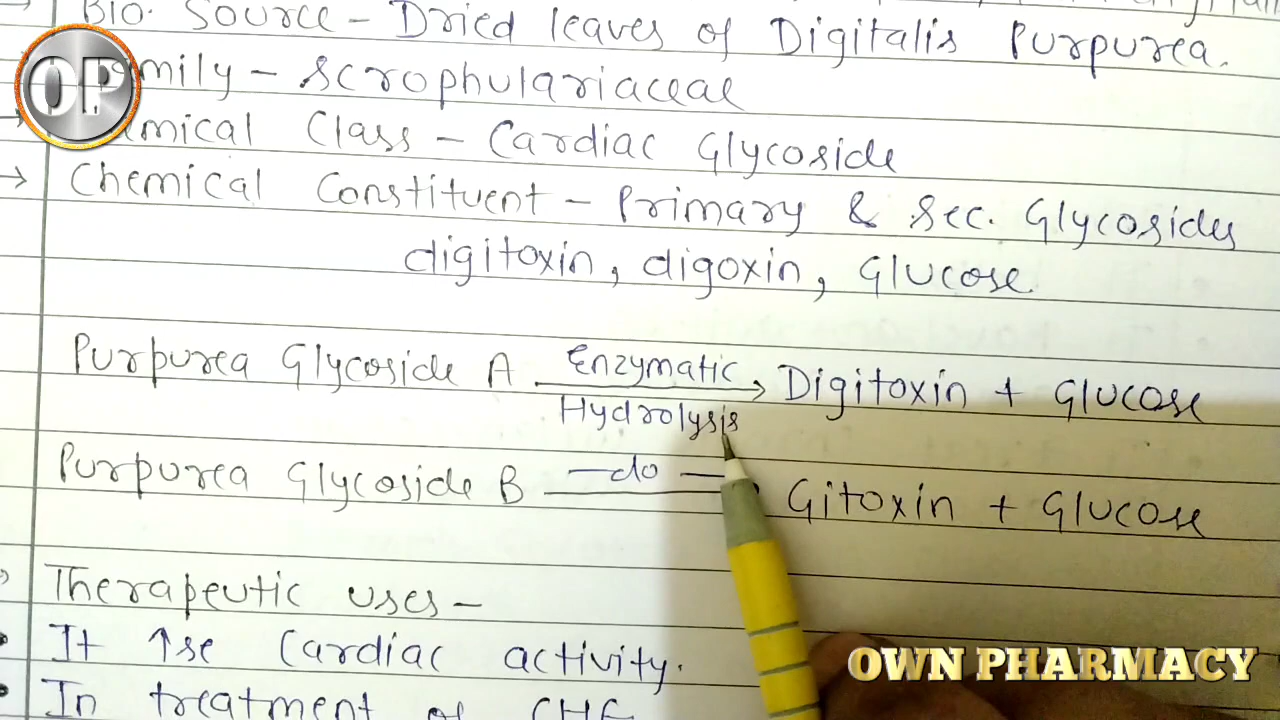 → Bio. Source - Dried leaves of Digitalis Purpurea.
OP
mily - Scrophulariaceae
→ emical Class - Cardiac Glycoside
→ Chemical Constituent - Primary & Sec. Glycosides
digitoxin, digoxin, Glucose.
Purpurea Glycoside A Enzymatic Hydrolysis → Digitoxin + Glucose
Purpurea Glycoside B -do- Gitoxin + Glucose
Therapeutic uses -
• It ↑se Cardiac activity.
• In treatment of CHF
OWN PHARMACY